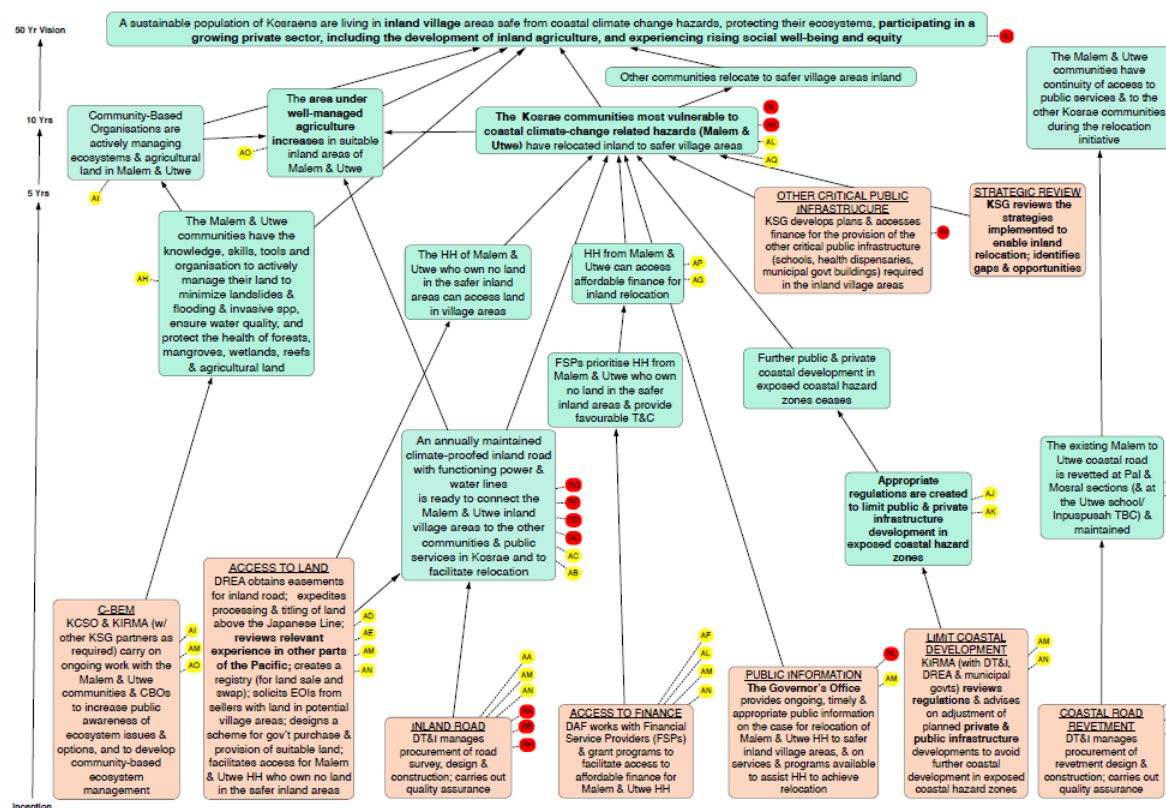 A sustainable population of Kosraens are living in inland village areas safe from coastal climate change hazards, protecting their ecosystems, participating in a
growing private sector, including the development of inland agriculture, and experiencing rising social well-being and equity
50 Yr Vision
RJ
Other communities relocate to safer village areas inland
The Malem & Utwe
communities have
continuity of access to
public services & to the
other Kosrae communities
during the relocation
initiative
Community-Based
Organisations are
actively managing
ecosystems & agricultural
land in Malem & Utwe
AI
The area under
well-managed
agriculture
increases in suitable
inland areas of
Malem & Utwe
AO
10 Yrs
The Kosrae communities most vulnerable to
coastal climate-change related hazards (Malem &
Utwe) have relocated inland to safer village areas
RL
RK
AL
AQ
5 Yrs
OTHER CRITICAL PUBLIC
INFRASTRUCURE
KSG develops plans & accesses
finance for the provision of the
other critical public infrastructure
(schools, health dispensaries,
municipal govt buildings) required
in the inland village areas
STRATEGIC REVIEW
KSG reviews the
strategies
implemented to
enable inland
relocation; identifies
gaps & opportunities
The Malem & Utwe
communities have the
knowledge, skills, tools and
organisation to actively
manage their land to
minimize landslides &
flooding & invasive spp,
ensure water quality, and
protect the health of forests,
mangroves, wetlands, reefs
& agricultural land
AH
The HH of Malem &
Utwe who own no land
in the safer inland
areas can access land
in village areas
HH from Malem &
Utwe can access
affordable finance for
inland relocation
AP
AG
FSPs prioritise HH from
Malem & Utwe who own
no land in the safer
inland areas & provide
favourable T&C
Further public & private
coastal development in
exposed coastal hazard
zones ceases
An annually maintained
climate-proofed inland road
with functioning power &
water lines
is ready to connect the
Malem & Utwe inland
village areas to the other
communities & public
services in Kosrae and to
facilitate relocation
AC
AB
Appropriate
regulations are created
to limit public & private
infrastructure
development in
exposed coastal hazard
zones
AJ
AK
The existing Malem to
Utwe coastal road
is revetted at Pal &
Mosral sections (& at
the Utwe school/
Inpuspusah TBC) &
maintained
C-BEM
KCSO & KIRMA (w/
other KSG partners as
required) carry on
ongoing work with the
Malem & Utwe
communities & CBOs
to increase public
awareness of
ecosystem issues &
options, and to develop
community-based
ecosystem
management
AI
AM
AO
ACCESS TO LAND
DREA obtains easements
for inland road; expedites
processing & titling of land
above the Japanese Line;
reviews relevant
experience in other parts
of the Pacific; creates a
registry (for land sale and
swap); solicits EOIs from
sellers with land in potential
village areas; designs a
scheme for gov't purchase &
provision of suitable land;
facilitates access for Malem
& Utwe HH who own no land
in the safer inland areas
AD
AE
AM
AN
INLAND ROAD
DT&I manages
procurement of road
survey, design &
construction; carries out
quality assurance
AA
AM
AN
RA
RB
RH
ACCESS TO FINANCE
DAF works with Financial
Service Providers (FSPs)
& grant programs to
facilitate access to
affordable finance for
Malem & Utwe HH
AF
AL
AM
AN
PUBLIC INFORMATION
The Governor's Office
provides ongoing, timely &
appropriate public information
on the case for relocation of
Malem & Utwe HH to safer
inland village areas, & on
services & programs available
to assist HH to achieve
relocation
RL
AM
LIMIT COASTAL
DEVELOPMENT
KIRMA (with DT&I,
DREA & municipal
govts) reviews
regulations & advises
on adjustment of
planned private &
public infrastructure
developments to avoid
further coastal
development in exposed
coastal hazard zones
AM
AN
COASTAL ROAD
REVETMENT
DT&I manages
procurement of
revetment design &
construction; carries out
quality assurance
Inception